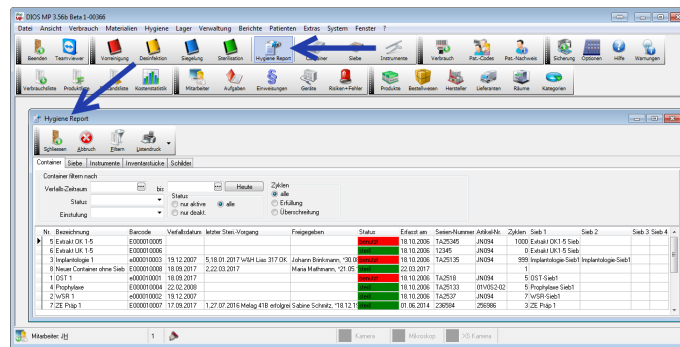 DIOS MP 3.56b Beta 1-00366
Datei Ansicht Verbrauch Materialien Hygiene Lager Verwaltung Berichte Patienten Extras System Fenster ?
Beenden Teamviewer Vorreinigung Desinfektion Siegelung Sterilisation Hygiene Report Container Siebe Instrumente Verbrauch Pat.-Codes Pat.-Nachweis Sicherung Optionen Hilfe Warnungen
Verbrauchsliste Kostenstatistik Mitarbeiter Aufgaben Einweisungen Geräte Risiken+Fehler Produkte Bestellwesen Hersteller Lieferanten Räume Kategorien
Hygiene Report
Schliessen Abbruch Filtern Listendruck
Container Siebe Instrumente Inventarstücke Schilder
Container filtern nach
Verfalls-Zeitraum bis Heute
Status
Einstufung
Status
nur aktive alle
nur deakt.
Zyklen
alle
Erfüllung
Überschreitung
Nr. Bezeichnung Barcode Verfallsdatum letzter Steri.-Vorgang Freigegeben Status Erfasst am Serien-Nummer Artikel-Nr. Zyklen Sieb 1 Sieb 2 Sieb 3 Sieb 4
5 Extrakt OK 1-5 E000010005 benutzt 18.10.2006 TA25345 JN094 1000 Extrakt OK1-5 Sieb
6 Extrakt UK 1-5 E000010006 steril 18.10.2006 12345 JN094 0 Extrakt UK1-5 Sieb
3 Implantologie 1 e000010003 19.12.2007 5,18.01.2017 W&H Lisa 317 OK Johann Brinkmann, *30.0 benutzt 18.10.2006 TA25135 JN094 999 Implantologie-Sieb1 Implantologie-Sieb1
8 Neuer Container ohne Sieb E000010008 18.09.2017 2,22.03.2017 Maria Mathmann, *21.05. steril 22.03.2017 1
1 OST 1 e000010001 18.09.2017 benutzt 18.10.2006 TA2518 JN094 5 OST-Sieb1
4 Prophylaxe E000010004 22.02.2008 steril 18.10.2006 TA25133 01V0S2-02 5 Prophylaxe Sieb1
2 WSR 1 e000010002 19.12.2007 steril 18.10.2006 TA2537 JN094 7 WSR-Sieb1
7 ZE Präp 1 E000010007 17.09.2017 1,27.07.2016 Melag 41B erfolgrei Sabine Schmitz, *18.12.1 steril 01.06.2014 236584 256986 3 ZE Präp 1
Mitarbeiter: JH 1 Kamera Mikroskop XS Kamera